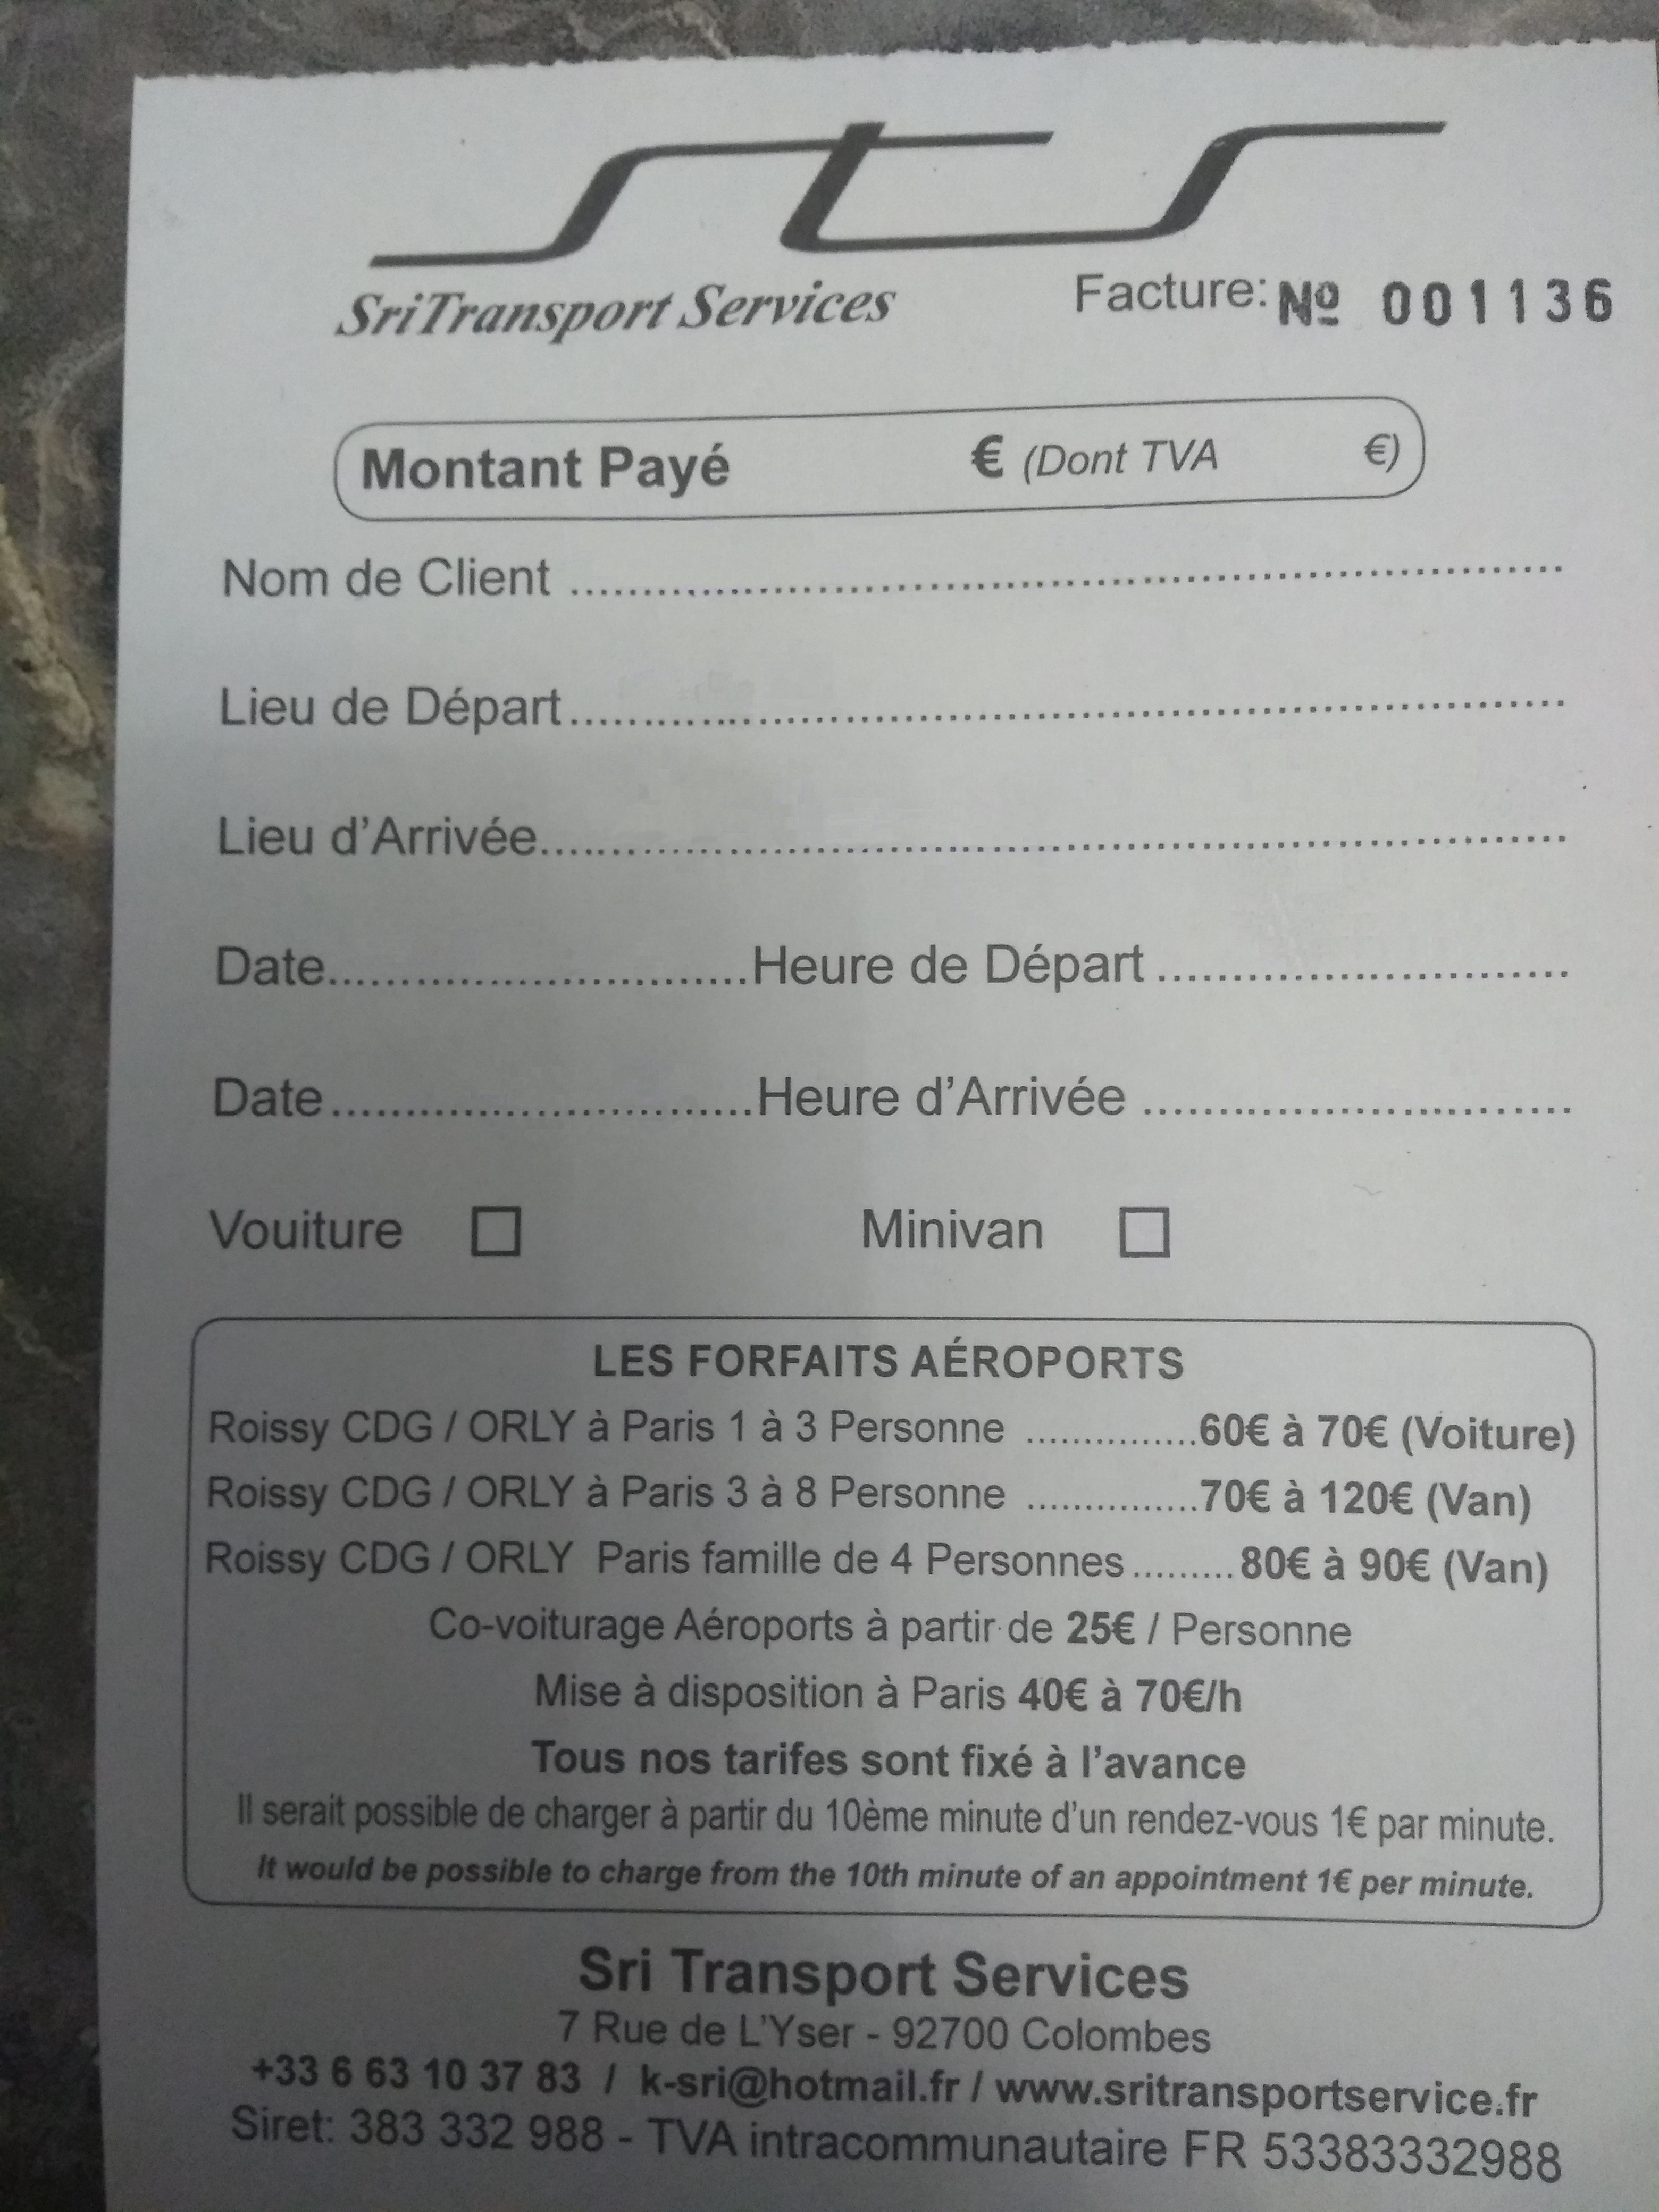 sts
SriTransport Services
Facture: Nº 001136
Montant Payé € (Dont TVA €)
Nom de Client ................................................................
Lieu de Départ................................................................
Lieu d'Arrivée................................................................
Date..............................Heure de Départ ..............................
Date..............................Heure d'Arrivée ..............................
Vouiture ☐ Minivan ☐
LES FORFAITS AÉROPORTS
Roissy CDG / ORLY à Paris 1 à 3 Personne ...............60€ à 70€ (Voiture)
Roissy CDG / ORLY à Paris 3 à 8 Personne ...............70€ à 120€ (Van)
Roissy CDG / ORLY Paris famille de 4 Personnes.........80€ à 90€ (Van)
Co-voiturage Aéroports à partir de 25€ / Personne
Mise à disposition à Paris 40€ à 70€/h
Tous nos tarifes sont fixé à l'avance
Il serait possible de charger à partir du 10ème minute d'un rendez-vous 1€ par minute.
It would be possible to charge from the 10th minute of an appointment 1€ per minute.
Sri Transport Services
7 Rue de L'Yser - 92700 Colombes
+33 6 63 10 37 83 / k-sri@hotmail.fr / www.sritransportservice.fr
Siret: 383 332 988 - TVA intracommunautaire FR 53383332988